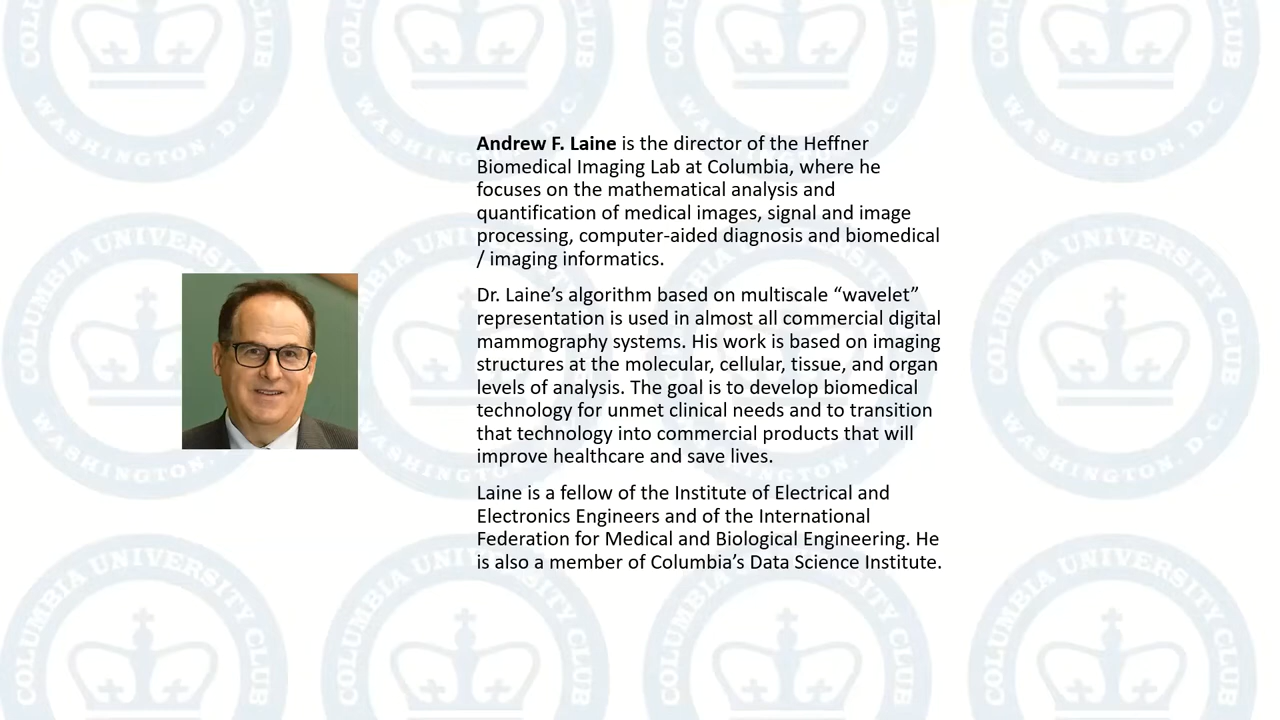 Andrew F. Laine is the director of the Heffner
Biomedical Imaging Lab at Columbia, where he
focuses on the mathematical analysis and
quantification of medical images, signal and image
processing, computer-aided diagnosis and biomedical
/ imaging informatics.
Dr. Laine’s algorithm based on multiscale “wavelet”
representation is used in almost all commercial digital
mammography systems. His work is based on imaging
structures at the molecular, cellular, tissue, and organ
levels of analysis. The goal is to develop biomedical
technology for unmet clinical needs and to transition
that technology into commercial products that will
improve healthcare and save lives.
Laine is a fellow of the Institute of Electrical and
Electronics Engineers and of the International
Federation for Medical and Biological Engineering. He
is also a member of Columbia’s Data Science Institute.
COLUMBIA UNIVERSITY CLUB
WASHINGTON, D.C.